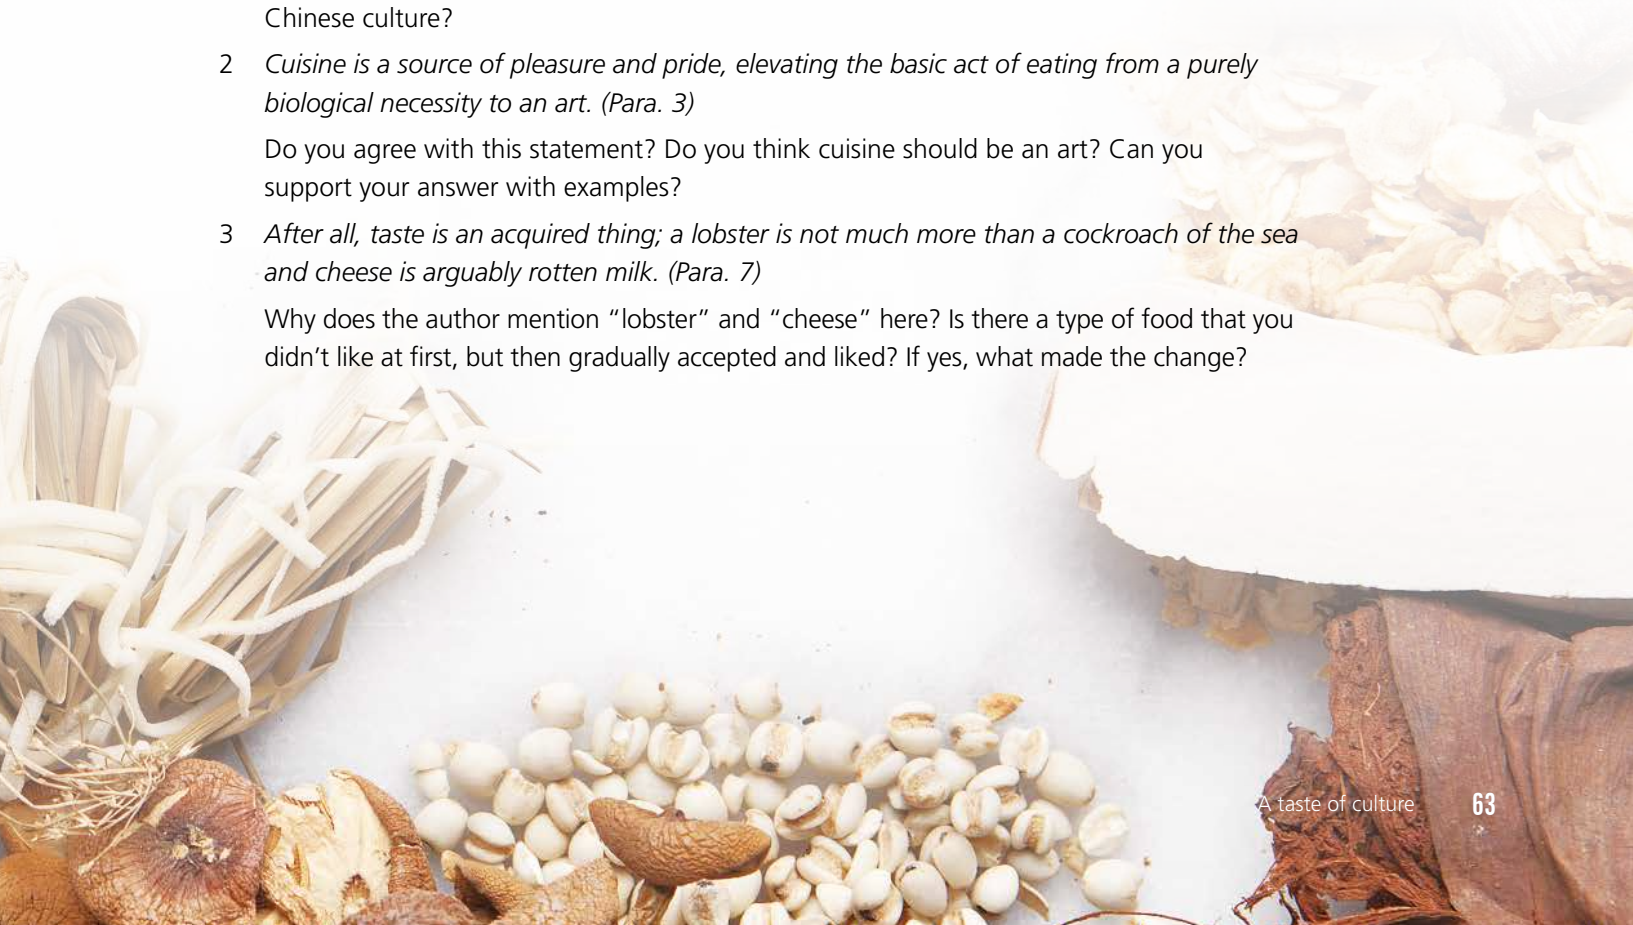 Chinese culture?
2 Cuisine is a source of pleasure and pride, elevating the basic act of eating from a purely
biological necessity to an art. (Para. 3)
Do you agree with this statement? Do you think cuisine should be an art? Can you
support your answer with examples?
3 After all, taste is an acquired thing; a lobster is not much more than a cockroach of the sea
and cheese is arguably rotten milk. (Para. 7)
Why does the author mention “lobster” and “cheese” here? Is there a type of food that you
didn’t like at first, but then gradually accepted and liked? If yes, what made the change?
A taste of culture 63